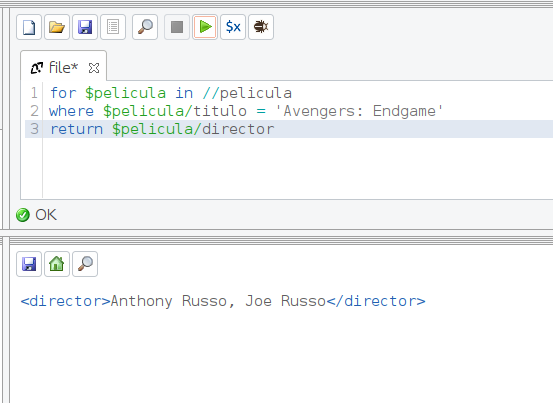 $x
file*
1 for $pelicula in //pelicula
2 where $pelicula/titulo = 'Avengers: Endgame'
3 return $pelicula/director
OK
<director>Anthony Russo, Joe Russo</director>